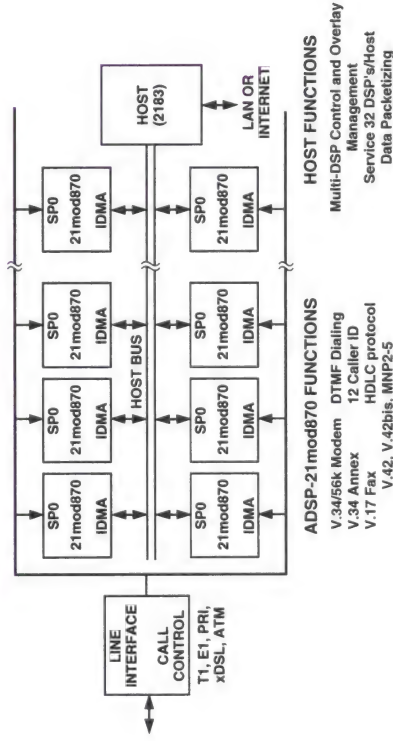 LINE
INTERFACE
CALL
CONTROL
T1, E1, PRI,
xDSL, ATM
SP0
21mod870
IDMA
SP0
21mod870
IDMA
SP0
21mod870
IDMA
SP0
21mod870
IDMA
HOST BUS
HOST
(2183)
LAN OR
INTERNET
SP0
21mod870
IDMA
SP0
21mod870
IDMA
SP0
21mod870
IDMA
SP0
21mod870
IDMA
ADSP-21mod870 FUNCTIONS
V.34/56k Modem DTMF Dialing
V.34 Annex 12 Caller ID
V.17 Fax HDLC protocol
V.42, V.42bis, MNP2-5
HOST FUNCTIONS
Multi-DSP Control and Overlay
Management
Service 32 DSP's/Host
Data Packetizing